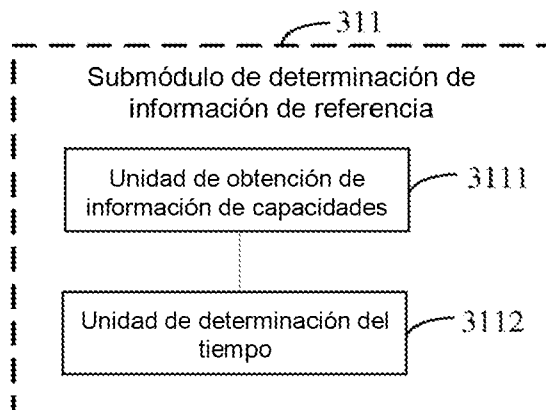 311
Submódulo de determinación de
información de referencia
Unidad de obtención de
información de capacidades
3111
Unidad de determinación del
tiempo
3112